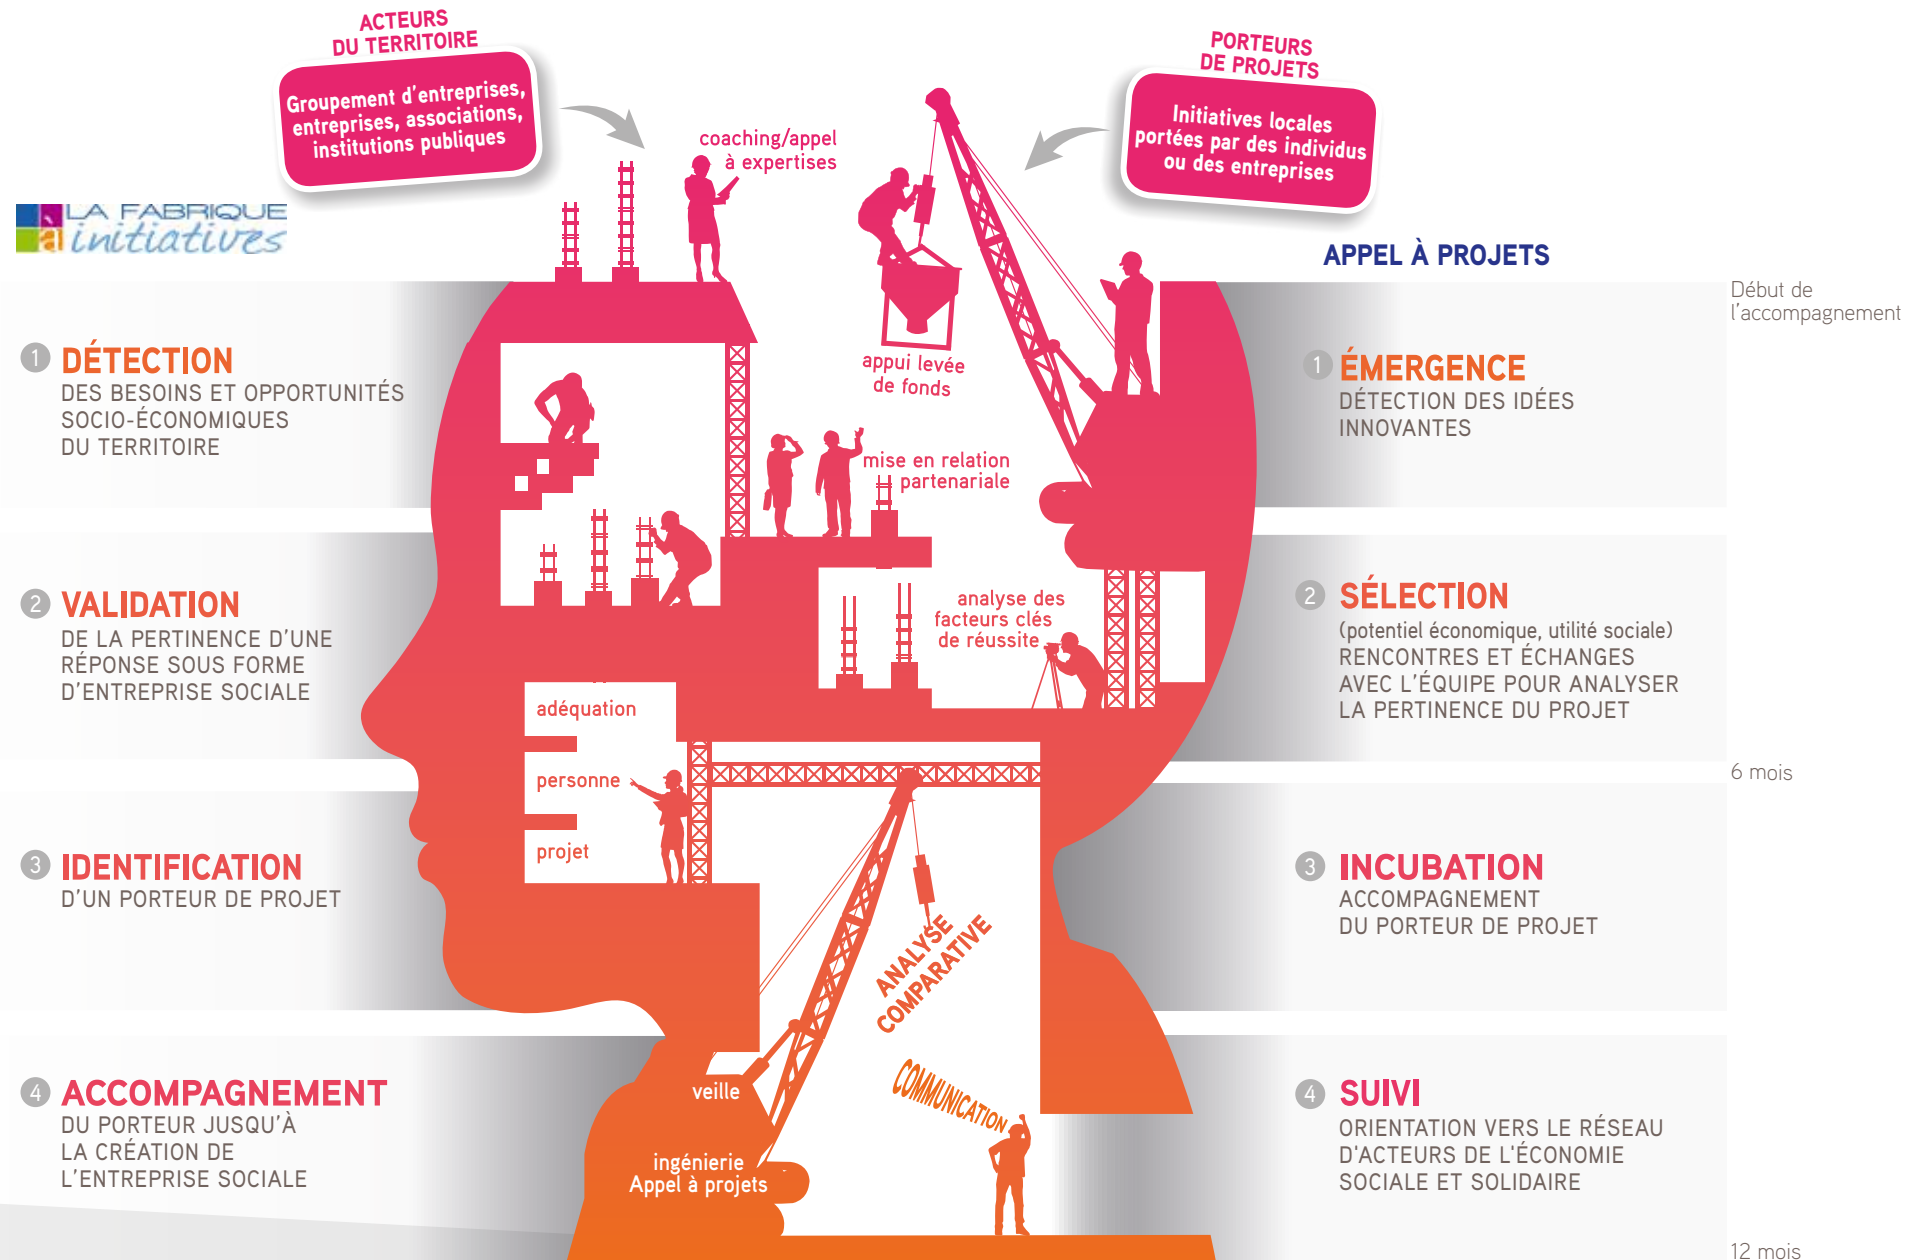 ACTEURS
DU TERRITOIRE
Groupement d'entreprises,
entreprises, associations,
institutions publiques
PORTEURS
DE PROJETS
Initiatives locales
portées par des individus
ou des entreprises
LA FABRIQUE
à initiatives
1 DÉTECTION
DES BESOINS ET OPPORTUNITÉS
SOCIO-ÉCONOMIQUES
DU TERRITOIRE
2 VALIDATION
DE LA PERTINENCE D'UNE
RÉPONSE SOUS FORME
D'ENTREPRISE SOCIALE
3 IDENTIFICATION
D'UN PORTEUR DE PROJET
4 ACCOMPAGNEMENT
DU PORTEUR JUSQU'À
LA CRÉATION DE
L'ENTREPRISE SOCIALE
coaching/appel
à expertises
appui levée
de fonds
mise en relation
partenariale
analyse des
facteurs clés
de réussite
adéquation
personne
projet
ANALYSE
COMPARATIVE
COMMUNICATION
veille
ingénierie
Appel à projets
APPEL À PROJETS
1 ÉMERGENCE
DÉTECTION DES IDÉES
INNOVANTES
2 SÉLECTION
(potentiel économique, utilité sociale)
RENCONTRES ET ÉCHANGES
AVEC L'ÉQUIPE POUR ANALYSER
LA PERTINENCE DU PROJET
3 INCUBATION
ACCOMPAGNEMENT
DU PORTEUR DE PROJET
4 SUIVI
ORIENTATION VERS LE RÉSEAU
D'ACTEURS DE L'ÉCONOMIE
SOCIALE ET SOLIDAIRE
Début de
l'accompagnement
6 mois
12 mois